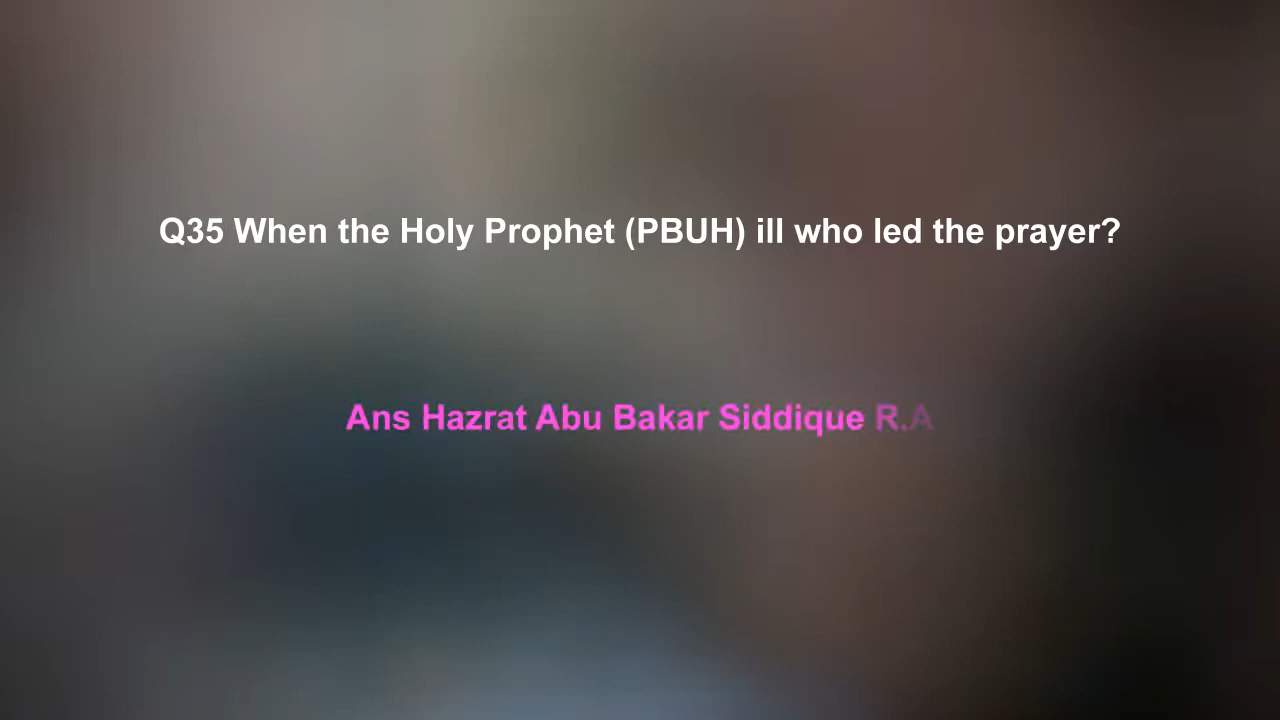 Q35 When the Holy Prophet (PBUH) ill who led the prayer?
Ans Hazrat Abu Bakar Siddique R.A